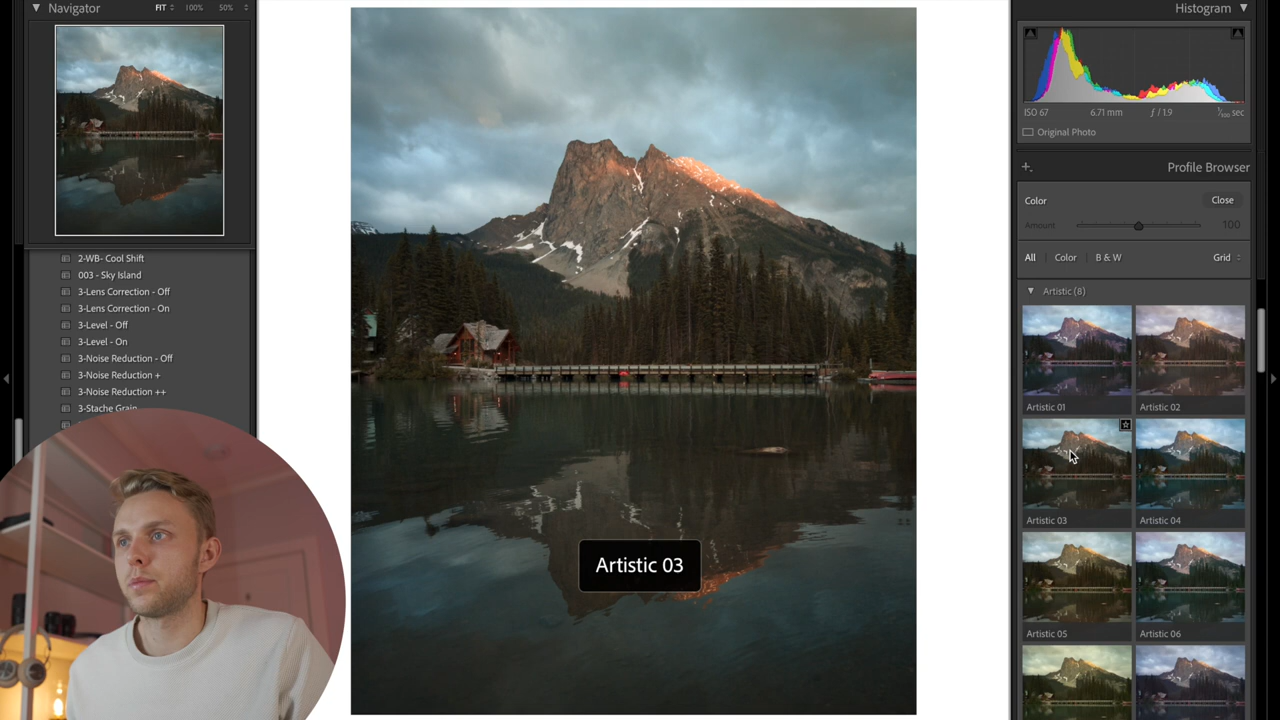 Navigator
FIT 100% 50%
2-WB- Cool Shift
003 - Sky Island
3-Lens Correction - Off
3-Lens Correction - On
3-Level - Off
3-Level - On
3-Noise Reduction - Off
3-Noise Reduction +
3-Noise Reduction ++
3-Stache Grain
Artistic 03
Histogram
ISO 67 6.71 mm ƒ / 1.9 1/100 sec
Original Photo
Profile Browser
Color Close
Amount 100
All Color B & W Grid
Artistic (8)
Artistic 01 Artistic 02
Artistic 03 Artistic 04
Artistic 05 Artistic 06